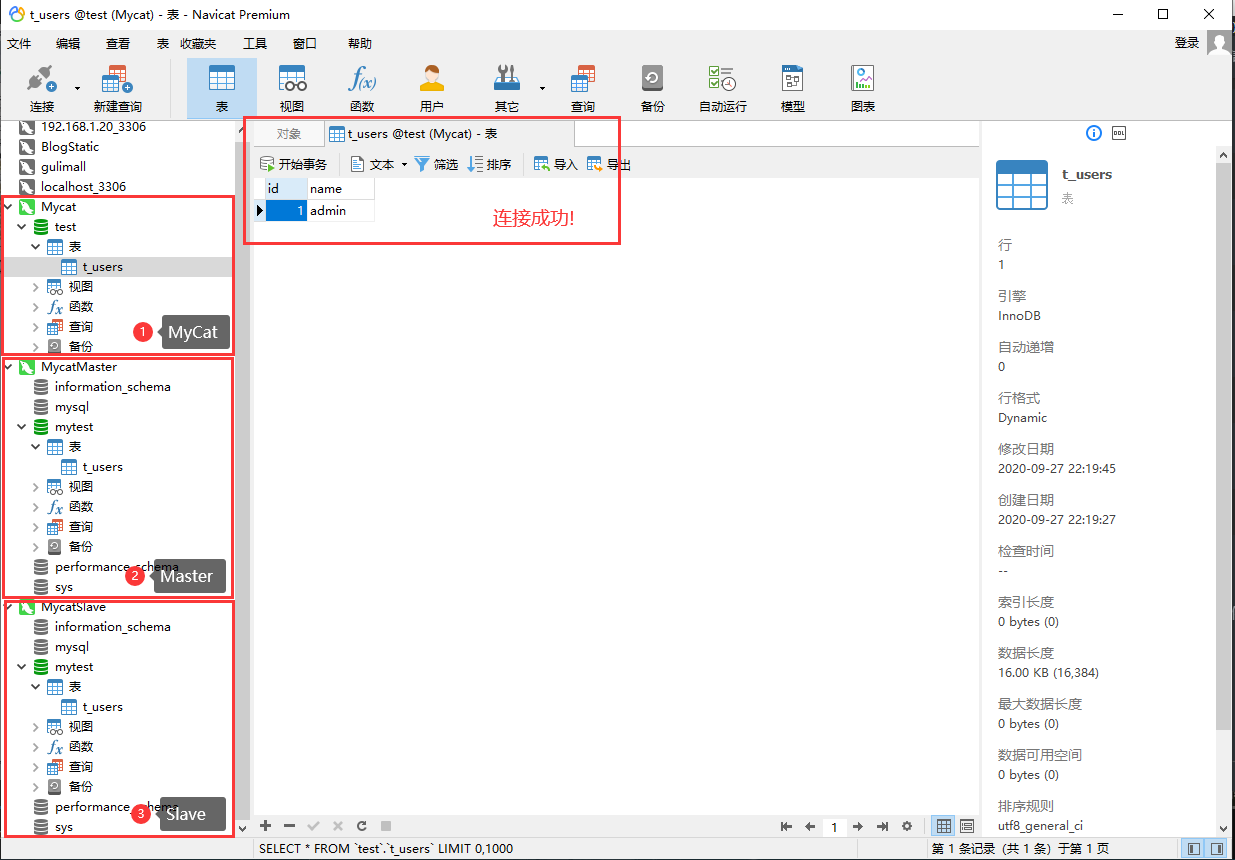 t_users @test (Mycat) - 表 - Navicat Premium
文件 编辑 查看 表 收藏夹 工具 窗口 帮助 登录
连接 新建查询 表 视图 函数 用户 其它 查询 备份 自动运行 模型 图表
192.168.1.20_3306
BlogStatic
gulimall
localhost_3306
Mycat
test
表
t_users
视图
函数
查询
备份
1 MyCat
MycatMaster
information_schema
mysql
mytest
表
t_users
视图
函数
查询
备份
performance_schema
sys
2 Master
MycatSlave
information_schema
mysql
mytest
表
t_users
视图
函数
查询
备份
performance_schema
sys
3 Slave
对象 t_users @test (Mycat) - 表
开始事务 文本 筛选 排序 导入 导出
id name
1 admin
连接成功!
DDL
t_users
表
行
1
引擎
InnoDB
自动递增
0
行格式
Dynamic
修改日期
2020-09-27 22:19:45
创建日期
2020-09-27 22:19:27
检查时间
--
索引长度
0 bytes (0)
数据长度
16.00 KB (16,384)
最大数据长度
0 bytes (0)
数据可用空间
0 bytes (0)
排序规则
utf8_general_ci
1
SELECT * FROM `test`.`t_users` LIMIT 0,1000
第 1 条记录 (共 1 条) 于第 1 页